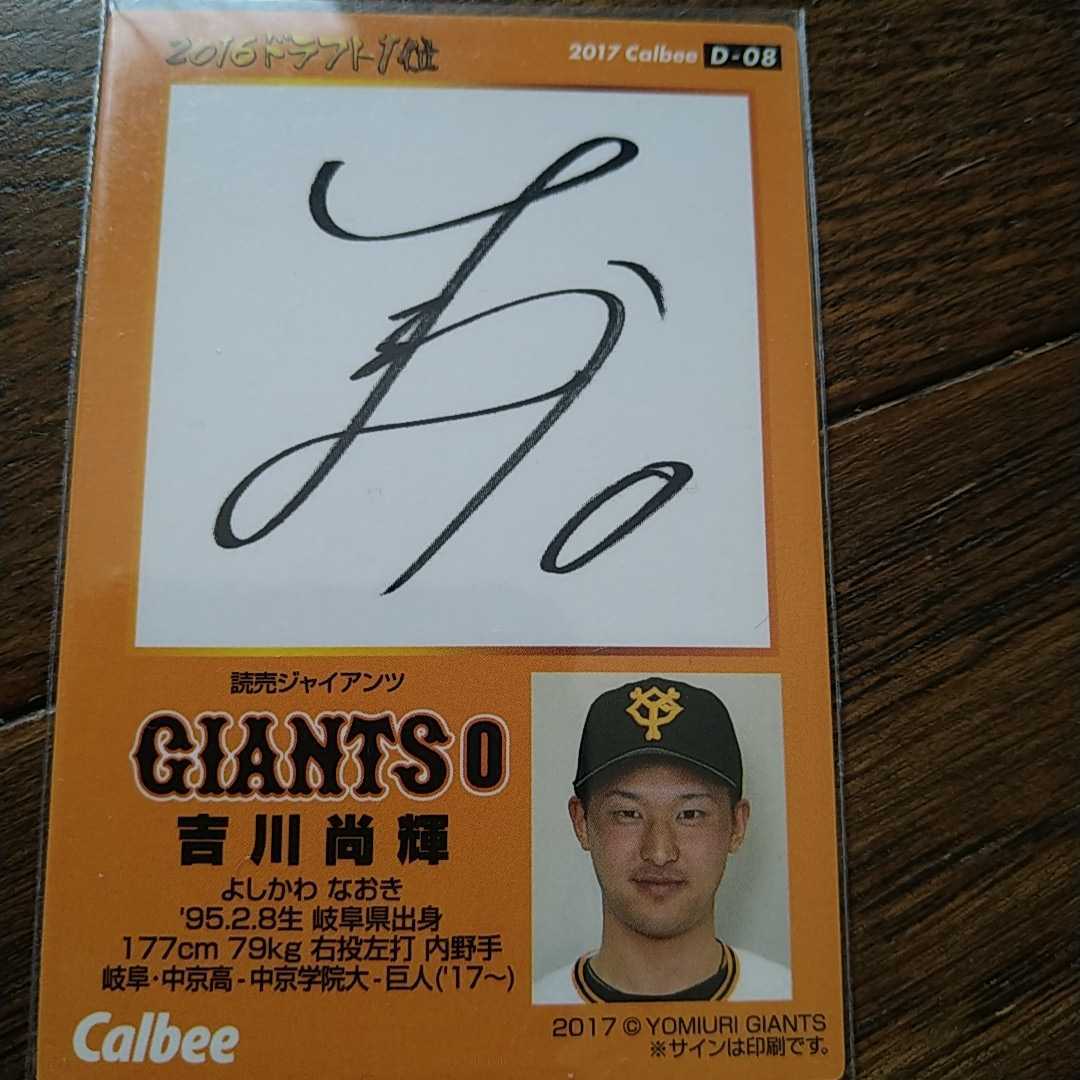 2016ドラフト1位
2017 Calbee D-08
読売ジャイアンツ
GIANTS 0
吉川尚輝
よしかわ なおき
'95.2.8生 岐阜県出身
177cm 79kg 右投左打 内野手
岐阜・中京高-中京学院大-巨人('17～)
Calbee
2017 © YOMIURI GIANTS
※サインは印刷です。